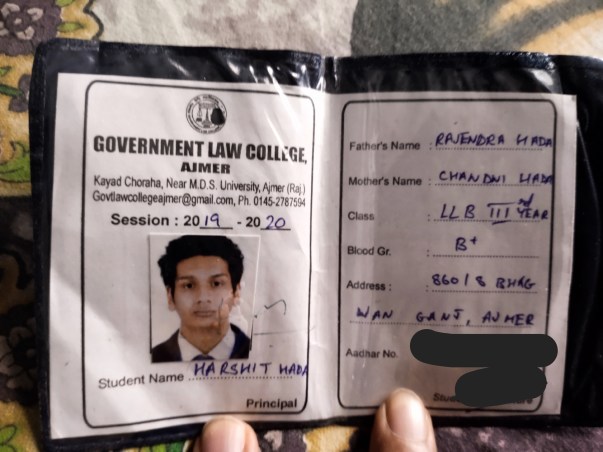 GOVERNMENT LAW COLLEGE,
AJMER
Kayad Choraha, Near M.D.S. University, Ajmer (Raj.)
Govtlawcollegeajmer@gmail.com, Ph. 0145-2787594
Session : 2019 - 2020
Student Name HARSHIT HADA
Principal
Father's Name : RAJENDRA HADA
Mother's Name : CHANDNI HADA
Class : LLB IIIrd YEAR
Blood Gr. : B+
Address : 860/8 BHAG
WAN GANJ, AJMER
Aadhar No.